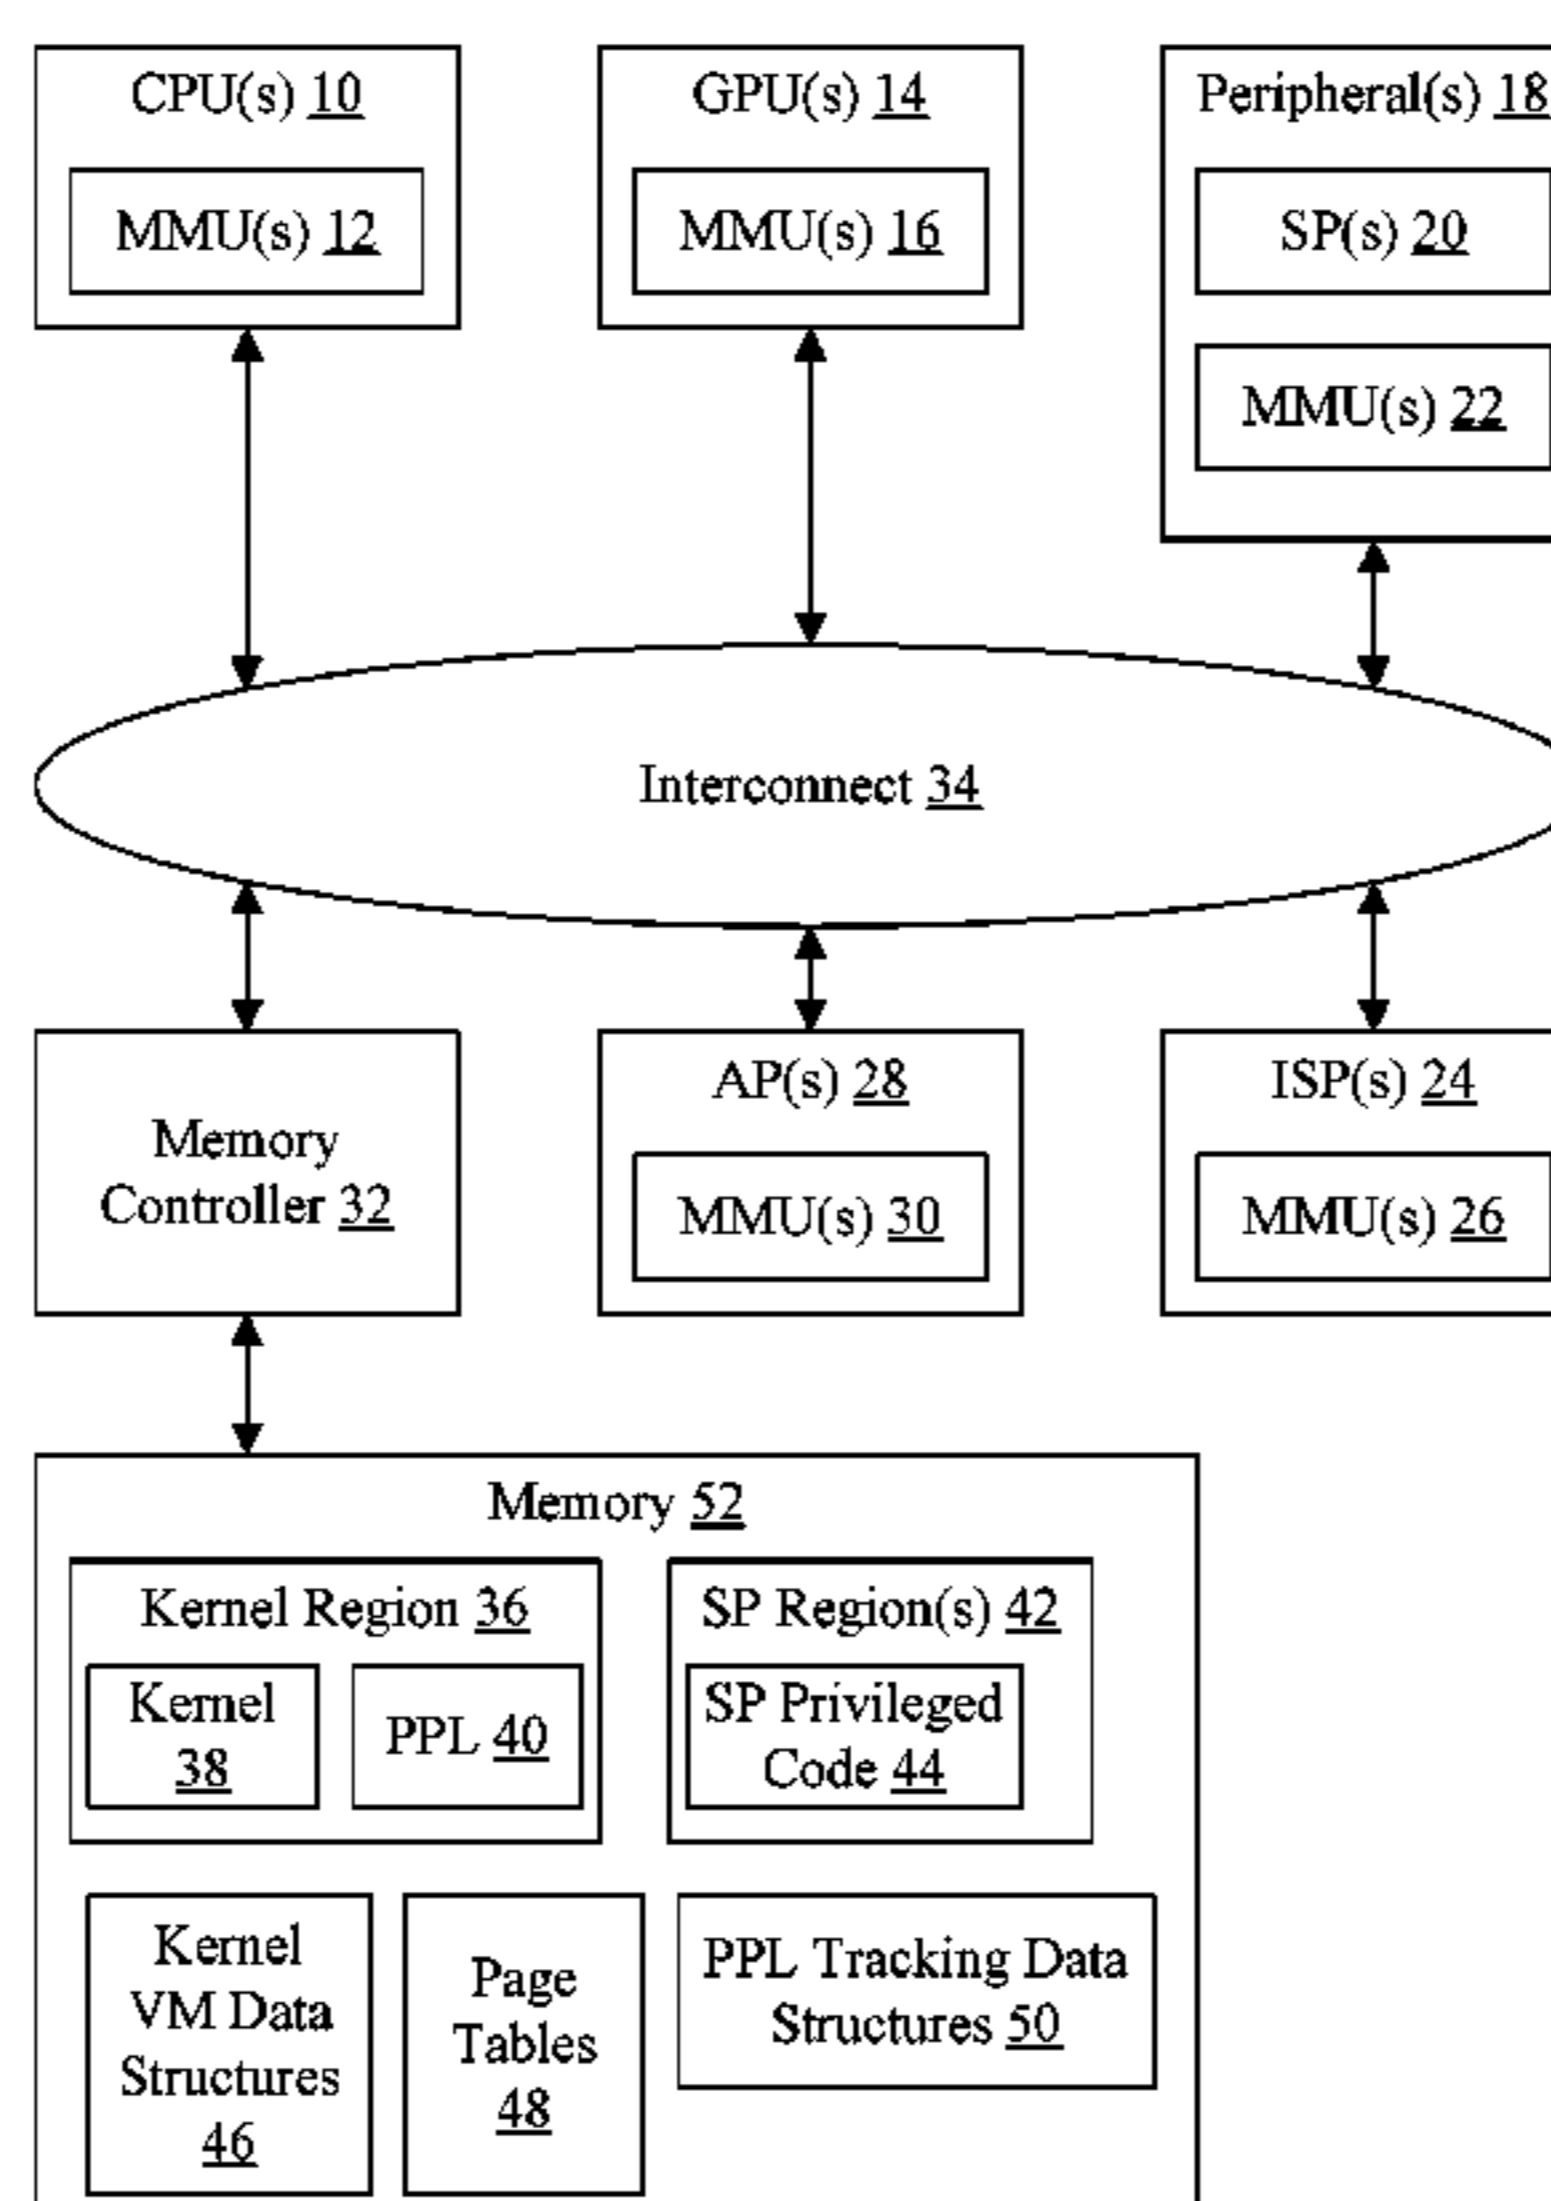 CPU(s) 10
MMU(s) 12
GPU(s) 14
MMU(s) 16
Peripheral(s) 18
SP(s) 20
MMU(s) 22
Interconnect 34
Memory
Controller 32
AP(s) 28
MMU(s) 30
ISP(s) 24
MMU(s) 26
Memory 52
Kernel Region 36
Kernel
38
PPL 40
SP Region(s) 42
SP Privileged
Code 44
Kernel
VM Data
Structures
46
Page
Tables
48
PPL Tracking Data
Structures 50